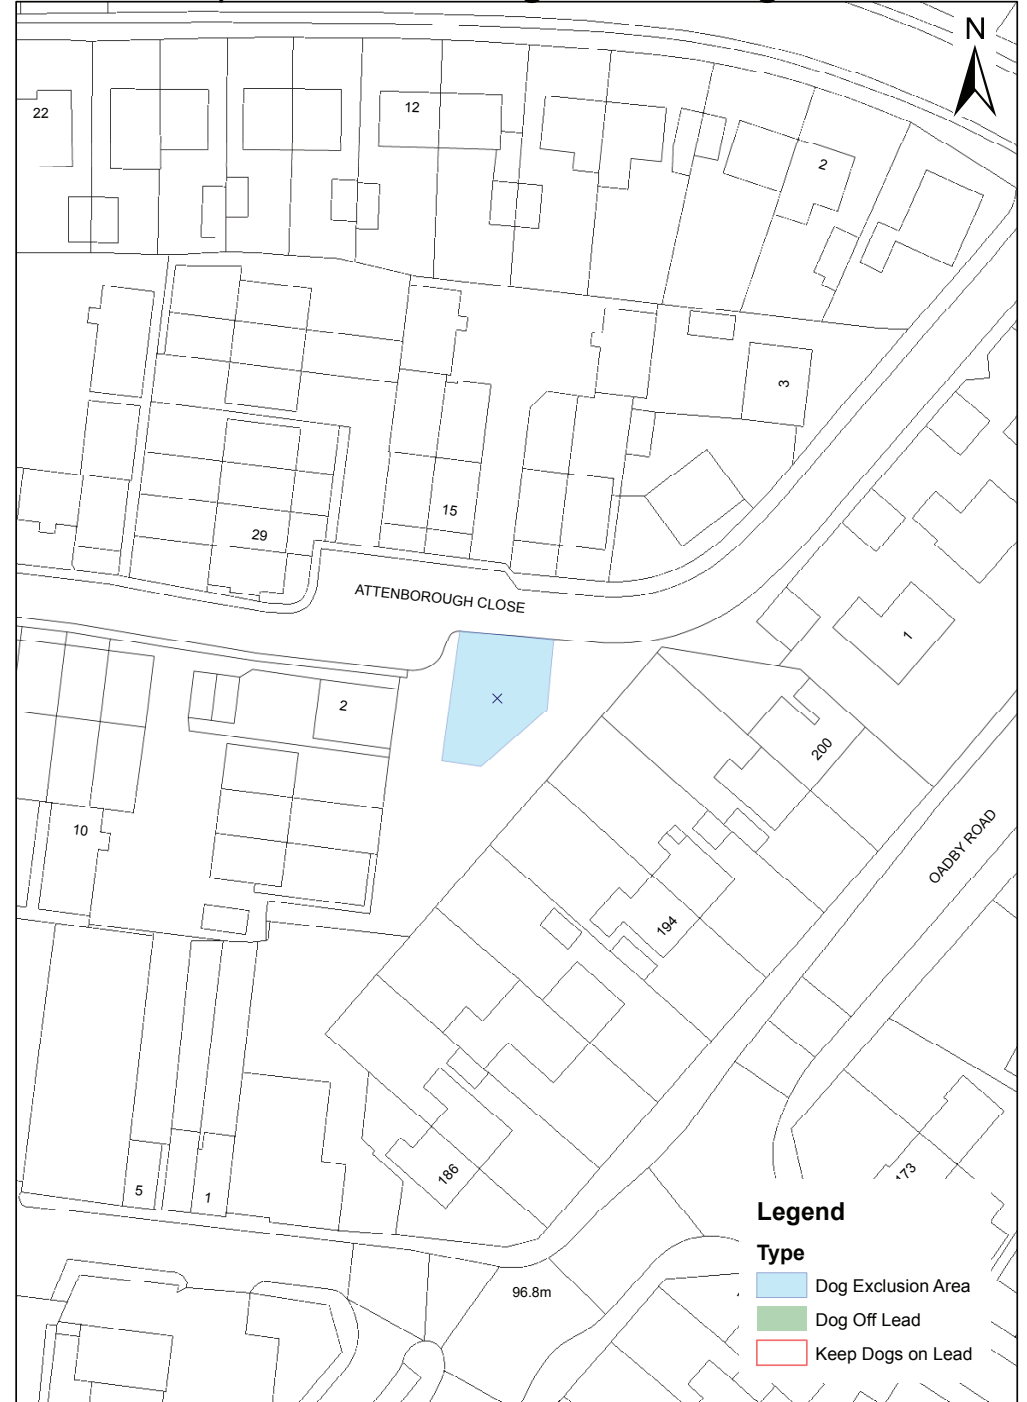 N
22
12
2
3
15
29
ATTENBOROUGH CLOSE
1
2
200
10
OADBY ROAD
194
186
173
5
1
96.8m
Legend
Type
Dog Exclusion Area
Dog Off Lead
Keep Dogs on Lead